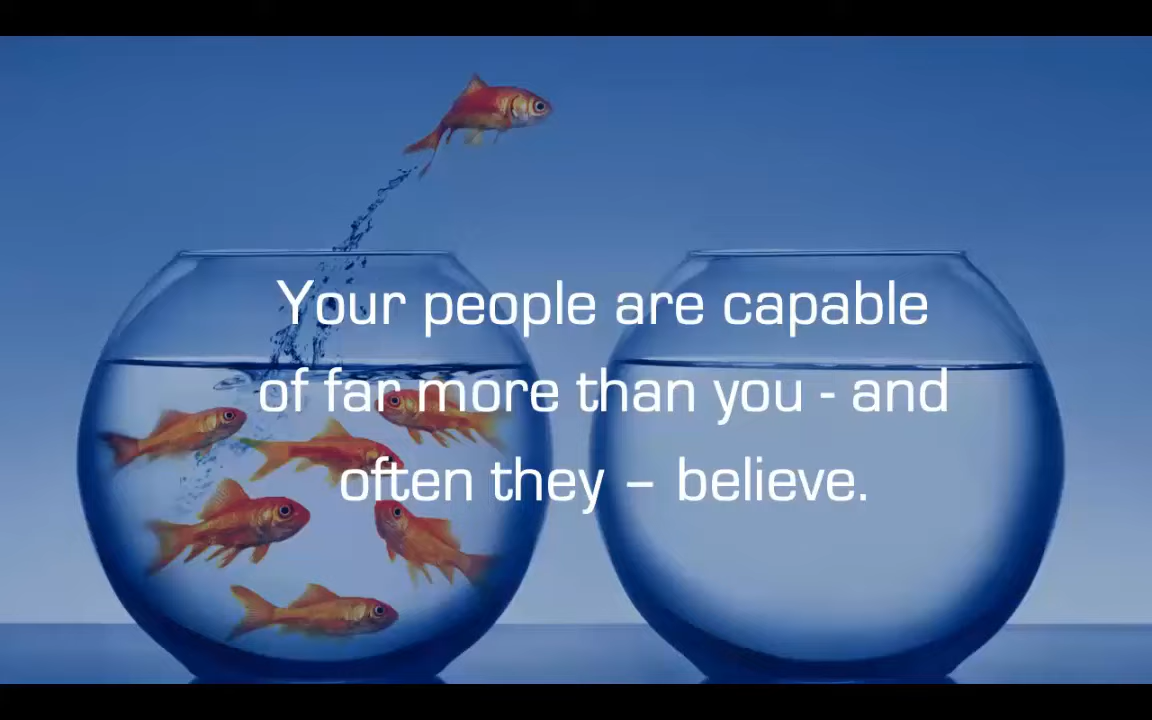 Your people are capable
of far more than you - and
often they – believe.